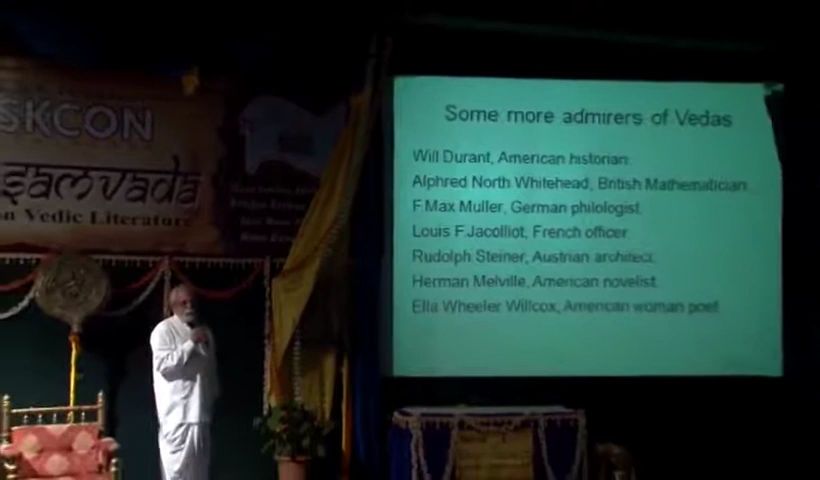 SKCON
samvada
on Vedic Literature
Some more admirers of Vedas
Will Durant, American historian
Alphred North Whitehead, British Mathematician
F.Max Muller, German philologist
Louis F.Jacolliot, French officer
Rudolph Steiner, Austrian architect
Herman Melville, American novelist
Ella Wheeler Willcox, American woman poet